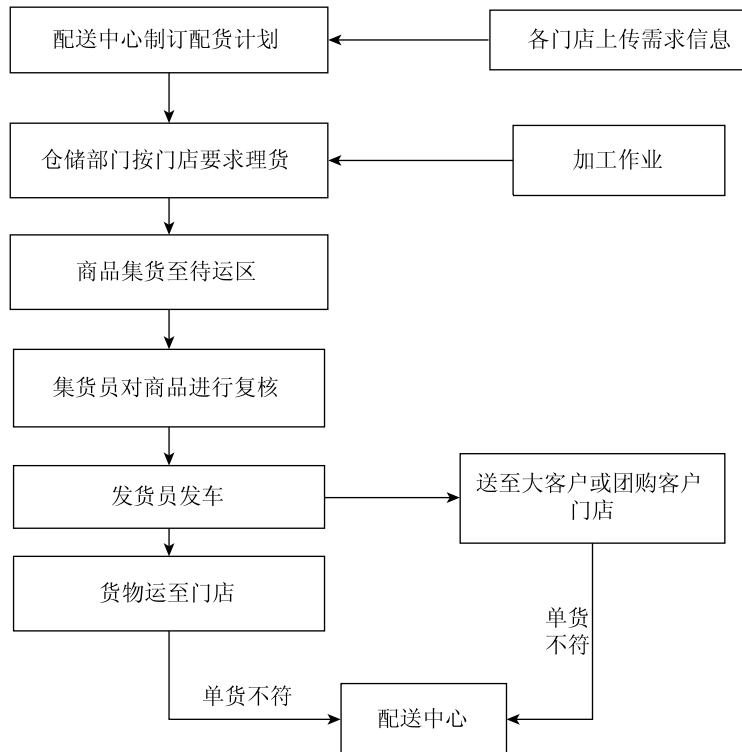 配送中心制订配货计划
各门店上传需求信息
仓储部门按门店要求理货
加工作业
商品集货至待运区
集货员对商品进行复核
发货员发车
送至大客户或团购客户
门店
货物运至门店
单货
不符
单货不符
配送中心